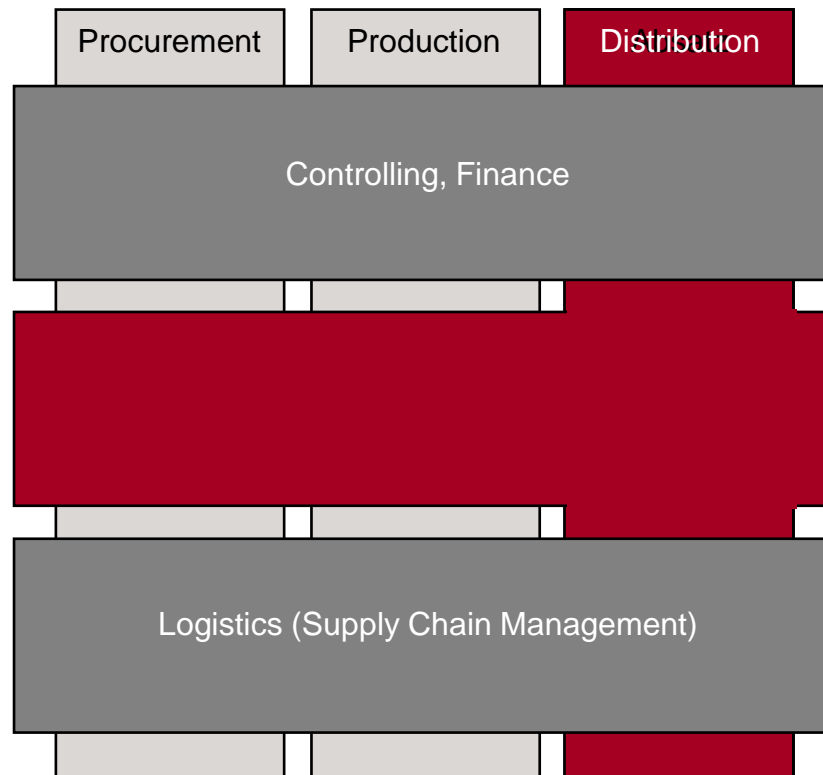 Procurement
Production
Distribution
Controlling, Finance
Logistics (Supply Chain Management)